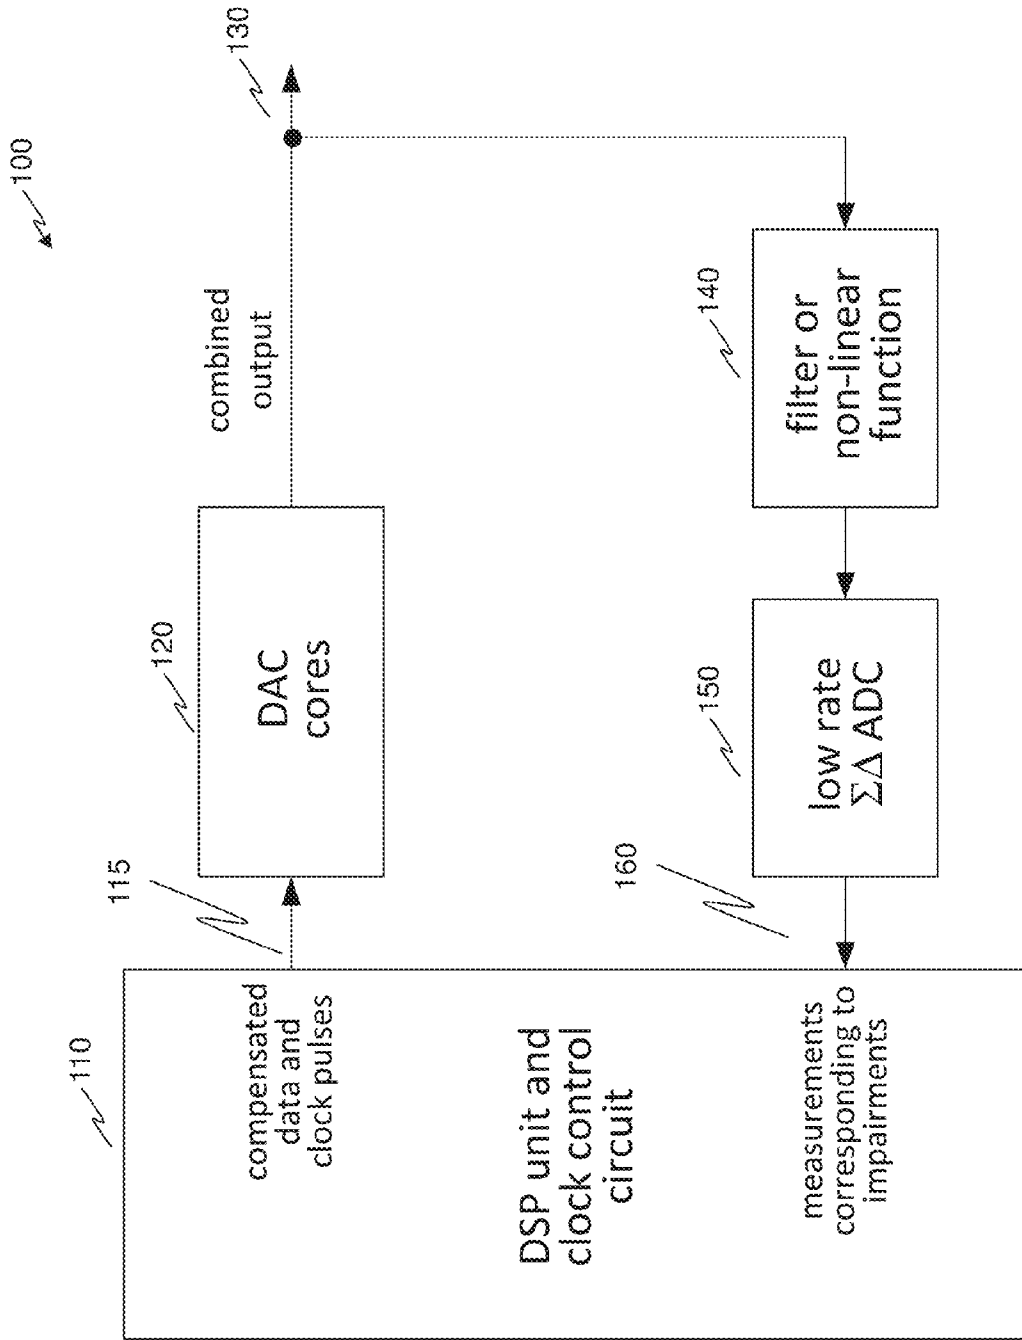 100
110
compensated
data and
clock pulses
DSP unit and
clock control
circuit
measurements
corresponding to
impairments
115
120
DAC
cores
combined
output
130
140
filter or
non-linear
function
150
low rate
ΣΔ ADC
160